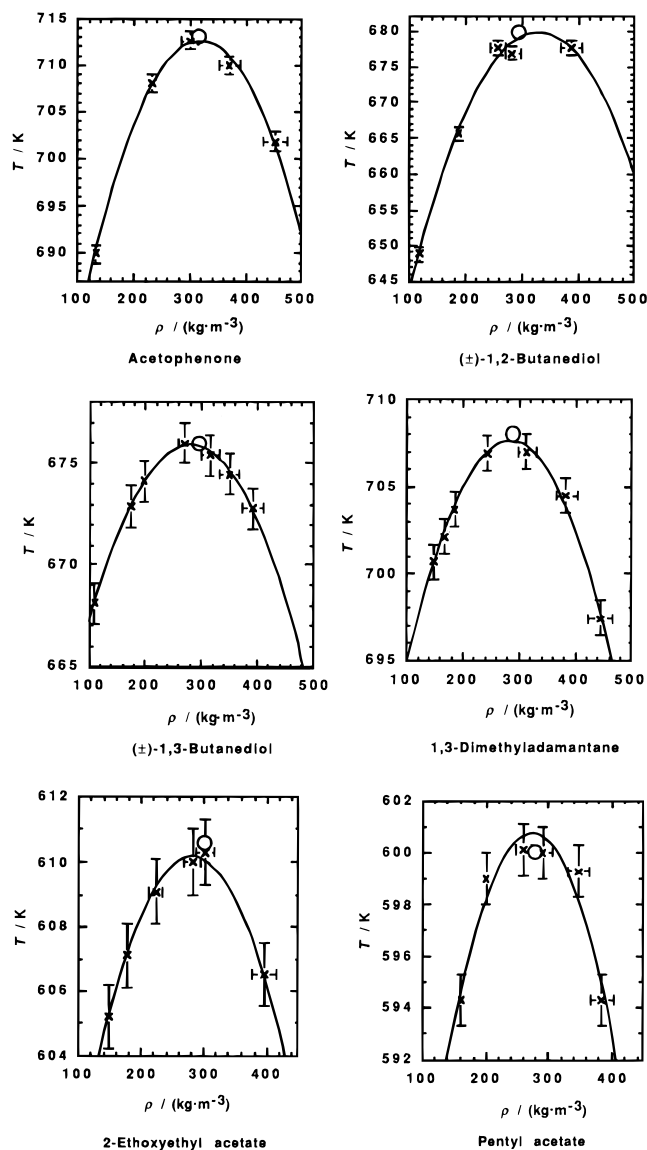 715
710
T / K
705
700
695
690
100 200 300 400 500
ρ / (kg·m⁻³)
Acetophenone
680
675
670
T / K
665
660
655
650
645
100 200 300 400 500
ρ / (kg·m⁻³)
(±)-1,2-Butanediol
675
T / K
670
665
100 200 300 400 500
ρ / (kg·m⁻³)
(±)-1,3-Butanediol
710
705
T / K
700
695
100 200 300 400 500
ρ / (kg·m⁻³)
1,3-Dimethyladamantane
612
610
T / K
608
606
604
100 200 300 400
ρ / (kg·m⁻³)
2-Ethoxyethyl acetate
602
600
598
T / K
596
594
592
100 200 300 400
ρ / (kg·m⁻³)
Pentyl acetate